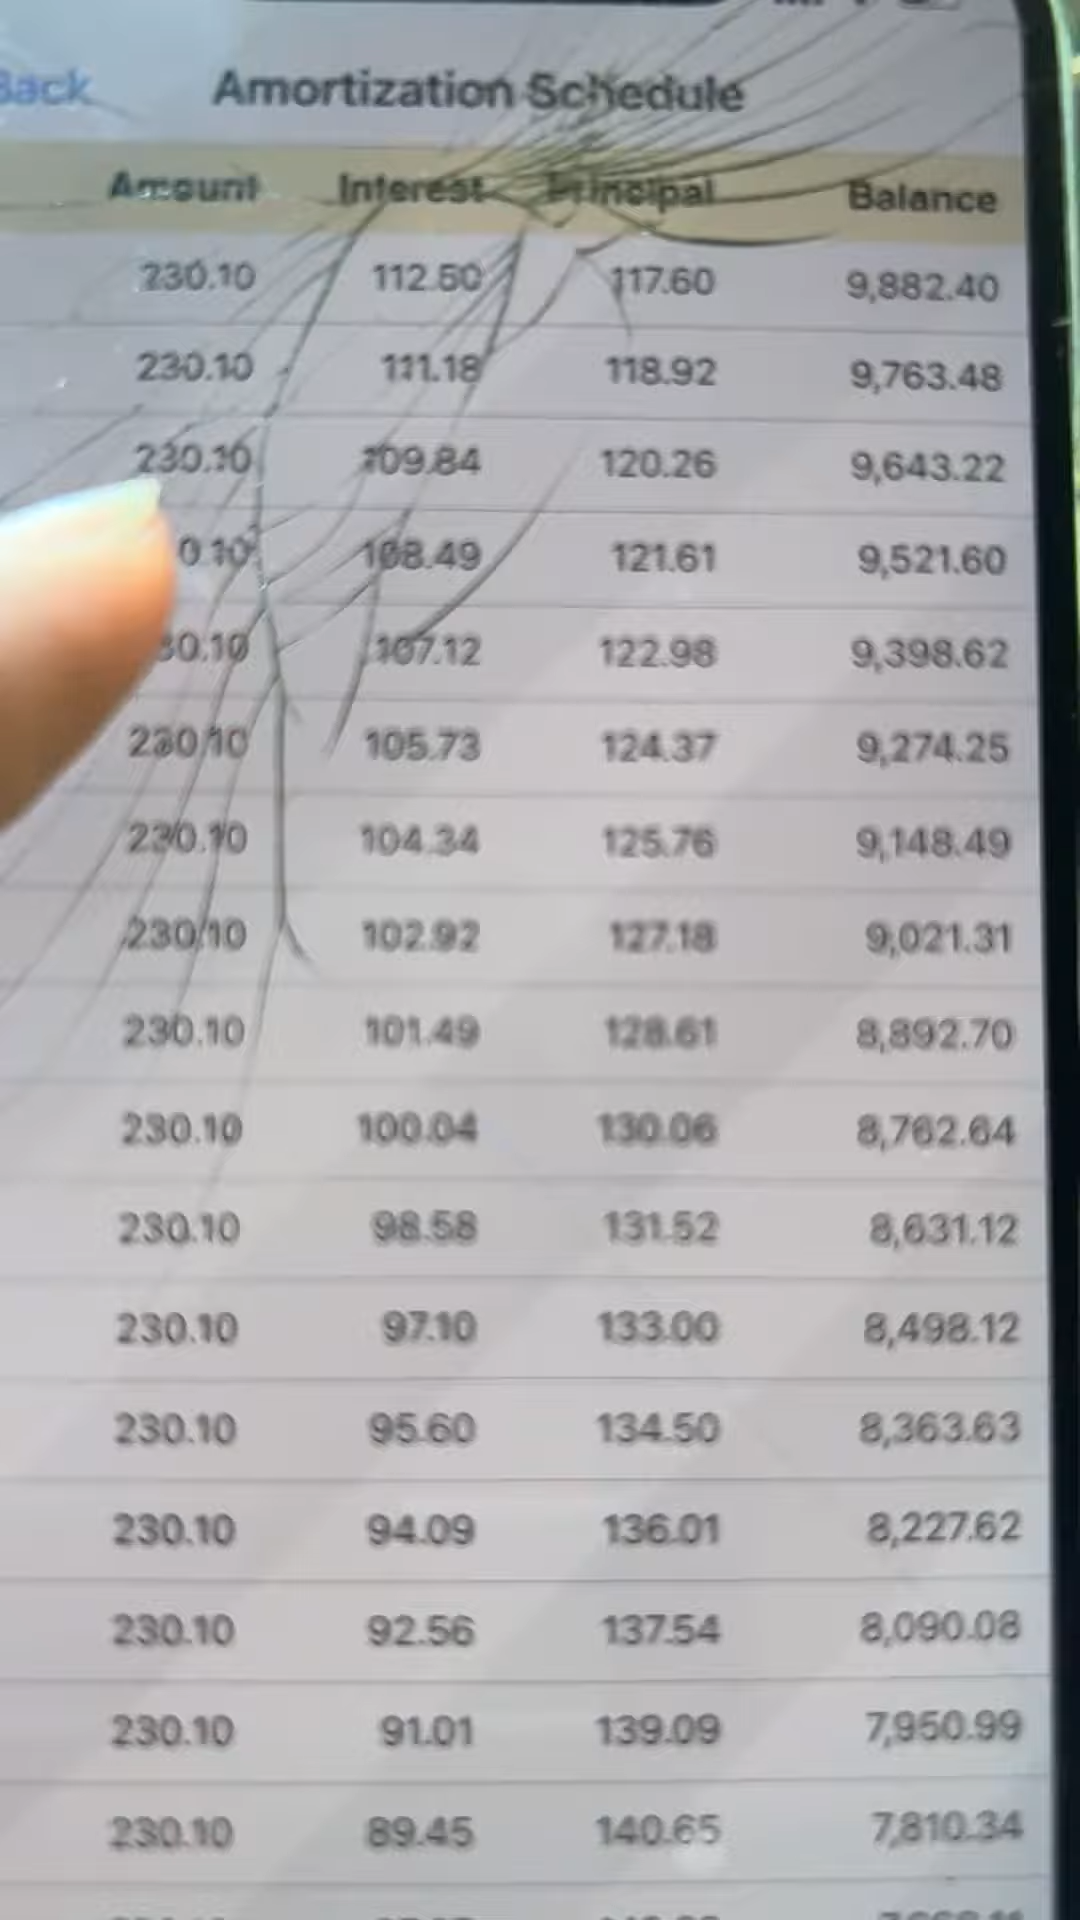 Back Amortization Schedule
Amount Interest Principal Balance
230.10 112.50 117.60 9,882.40
230.10 111.18 118.92 9,763.48
230.10 109.84 120.26 9,643.22
0.10 108.49 121.61 9,521.60
30.10 107.12 122.98 9,398.62
230.10 105.73 124.37 9,274.25
230.10 104.34 125.76 9,148.49
230.10 102.92 127.18 9,021.31
230.10 101.49 128.61 8,892.70
230.10 100.04 130.06 8,762.64
230.10 98.58 131.52 8,631.12
230.10 97.10 133.00 8,498.12
230.10 95.60 134.50 8,363.63
230.10 94.09 136.01 8,227.62
230.10 92.56 137.54 8,090.08
230.10 91.01 139.09 7,950.99
230.10 89.45 140.65 7,810.34